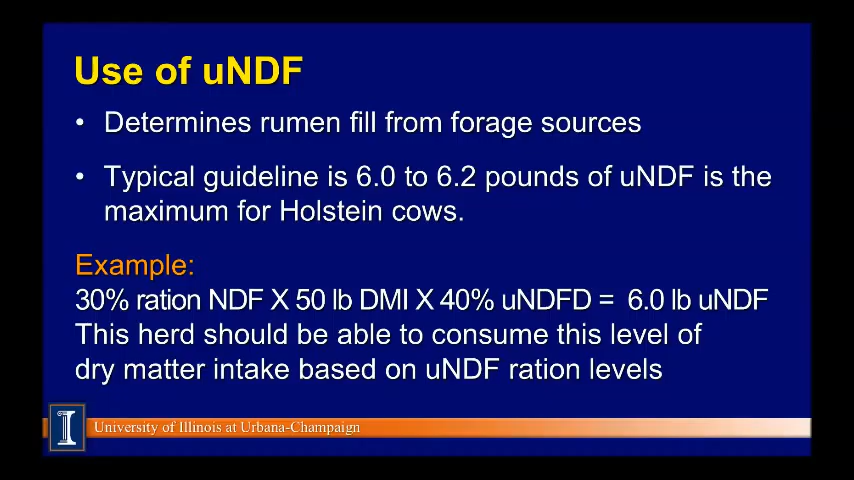 Use of uNDF
• Determines rumen fill from forage sources
• Typical guideline is 6.0 to 6.2 pounds of uNDF is the
maximum for Holstein cows.
Example:
30% ration NDF X 50 lb DMI X 40% uNDFD = 6.0 lb uNDF
This herd should be able to consume this level of
dry matter intake based on uNDF ration levels
I
University of Illinois at Urbana-Champaign